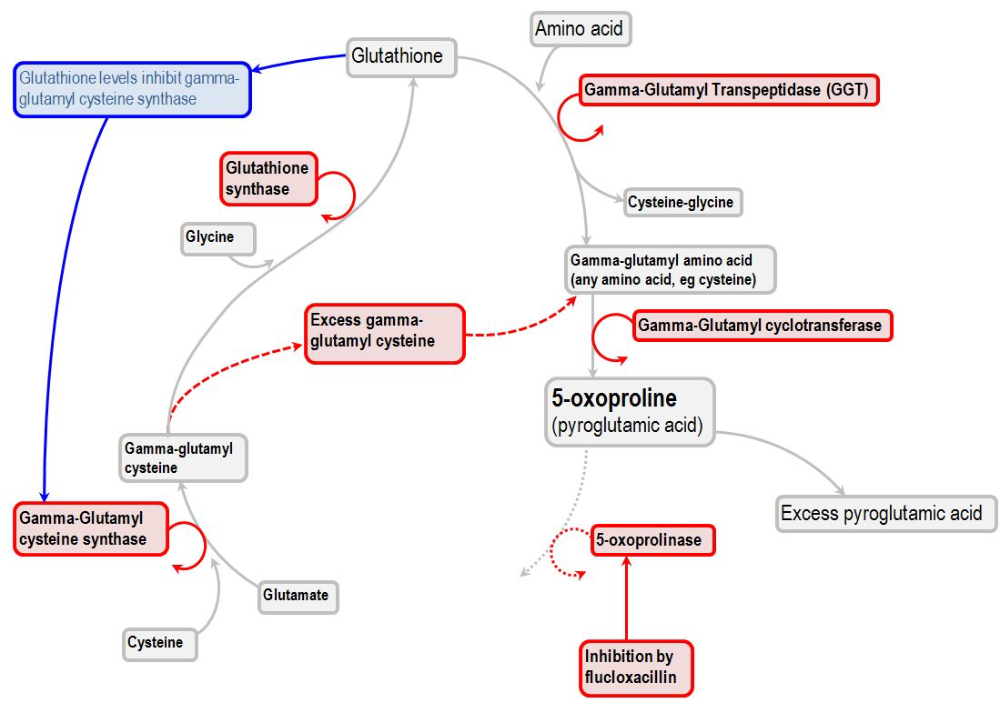 Amino acid
Glutathione
Glutathione levels inhibit gamma-
glutamyl cysteine synthase
Gamma-Glutamyl Transpeptidase (GGT)
Glutathione
synthase
Cysteine-glycine
Glycine
Gamma-glutamyl amino acid
(any amino acid, eg cysteine)
Excess gamma-
glutamyl cysteine
Gamma-Glutamyl cyclotransferase
5-oxoproline
(pyroglutamic acid)
Gamma-glutamyl
cysteine
Excess pyroglutamic acid
Gamma-Glutamyl
cysteine synthase
5-oxoprolinase
Glutamate
Cysteine
Inhibition by
flucloxacillin